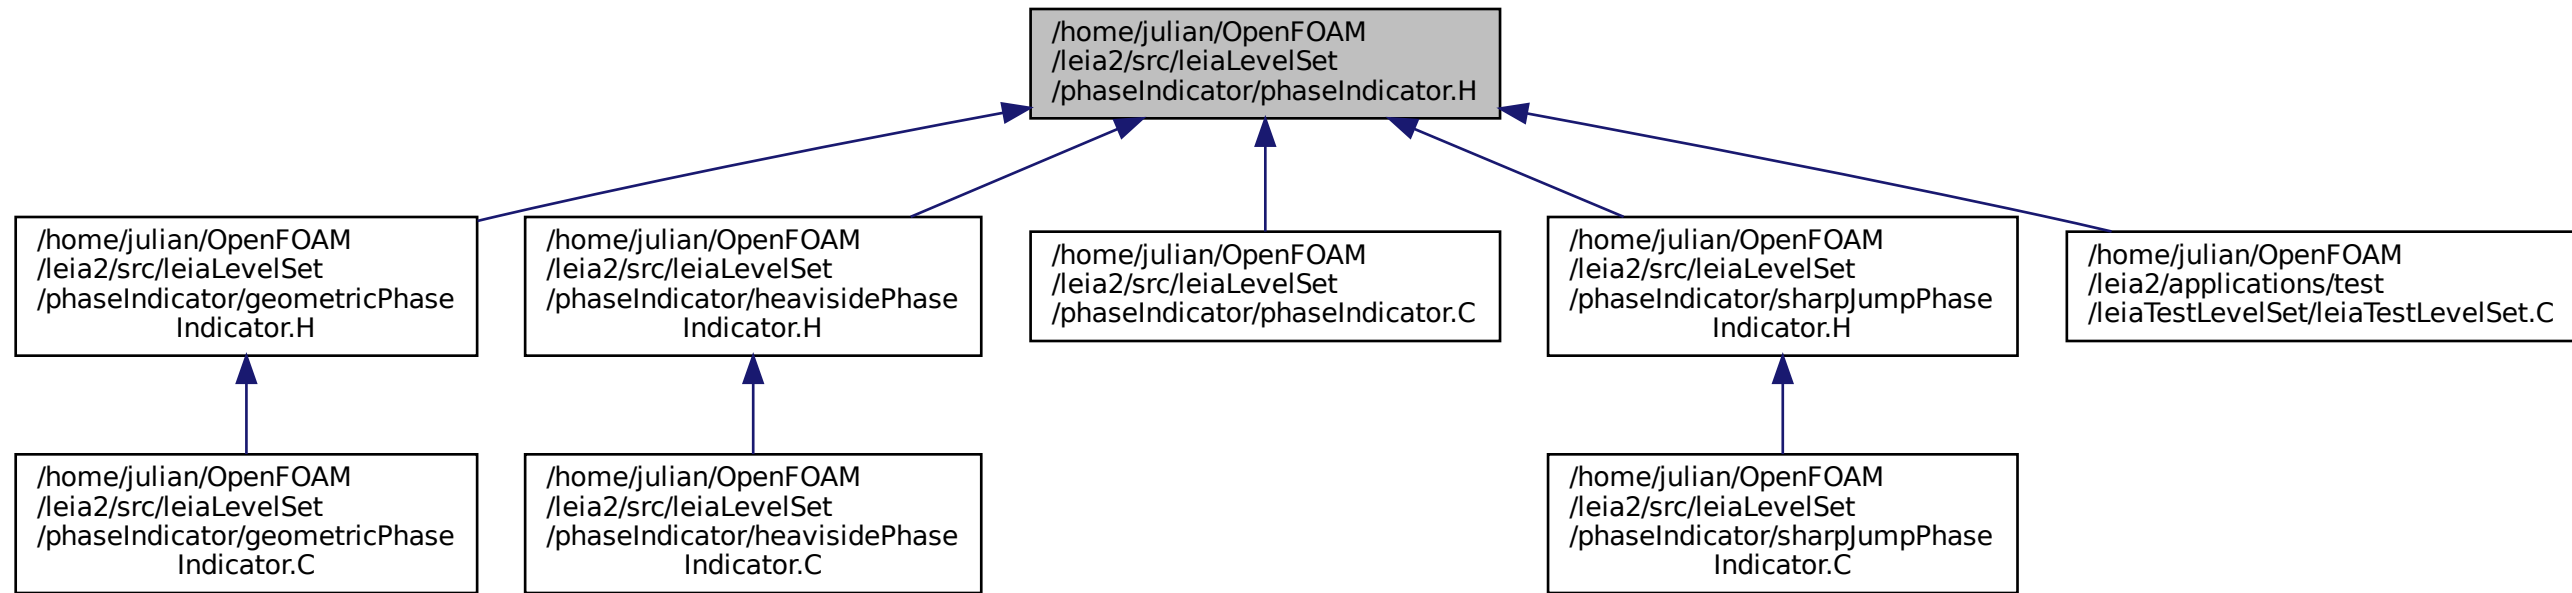 /home/julian/OpenFOAM
/leia2/src/leiaLevelSet
/phaseIndicator/phaseIndicator.H
/home/julian/OpenFOAM
/leia2/src/leiaLevelSet
/phaseIndicator/geometricPhase
Indicator.H
/home/julian/OpenFOAM
/leia2/src/leiaLevelSet
/phaseIndicator/heavisidePhase
Indicator.H
/home/julian/OpenFOAM
/leia2/src/leiaLevelSet
/phaseIndicator/phaseIndicator.C
/home/julian/OpenFOAM
/leia2/src/leiaLevelSet
/phaseIndicator/sharpJumpPhase
Indicator.H
/home/julian/OpenFOAM
/leia2/applications/test
/leiaTestLevelSet/leiaTestLevelSet.C
/home/julian/OpenFOAM
/leia2/src/leiaLevelSet
/phaseIndicator/geometricPhase
Indicator.C
/home/julian/OpenFOAM
/leia2/src/leiaLevelSet
/phaseIndicator/heavisidePhase
Indicator.C
/home/julian/OpenFOAM
/leia2/src/leiaLevelSet
/phaseIndicator/sharpJumpPhase
Indicator.C